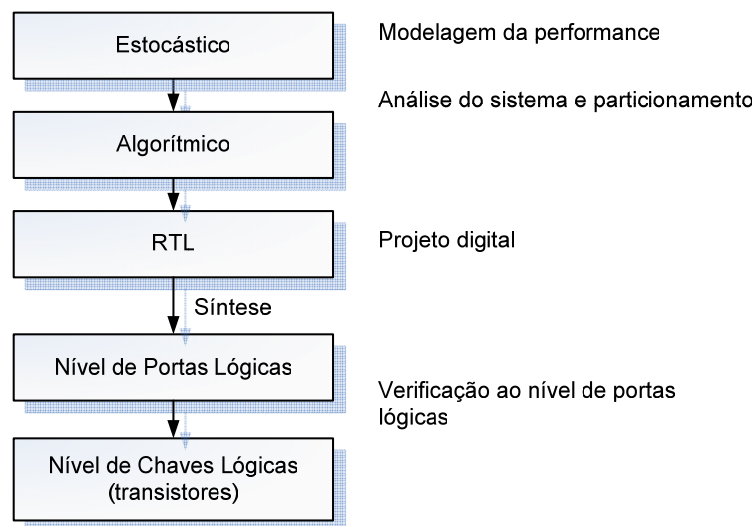 Estocástico
Modelagem da performance
Análise do sistema e particionamento
Algorítmico
RTL
Projeto digital
Síntese
Nível de Portas Lógicas
Verificação ao nível de portas
lógicas
Nível de Chaves Lógicas
(transistores)